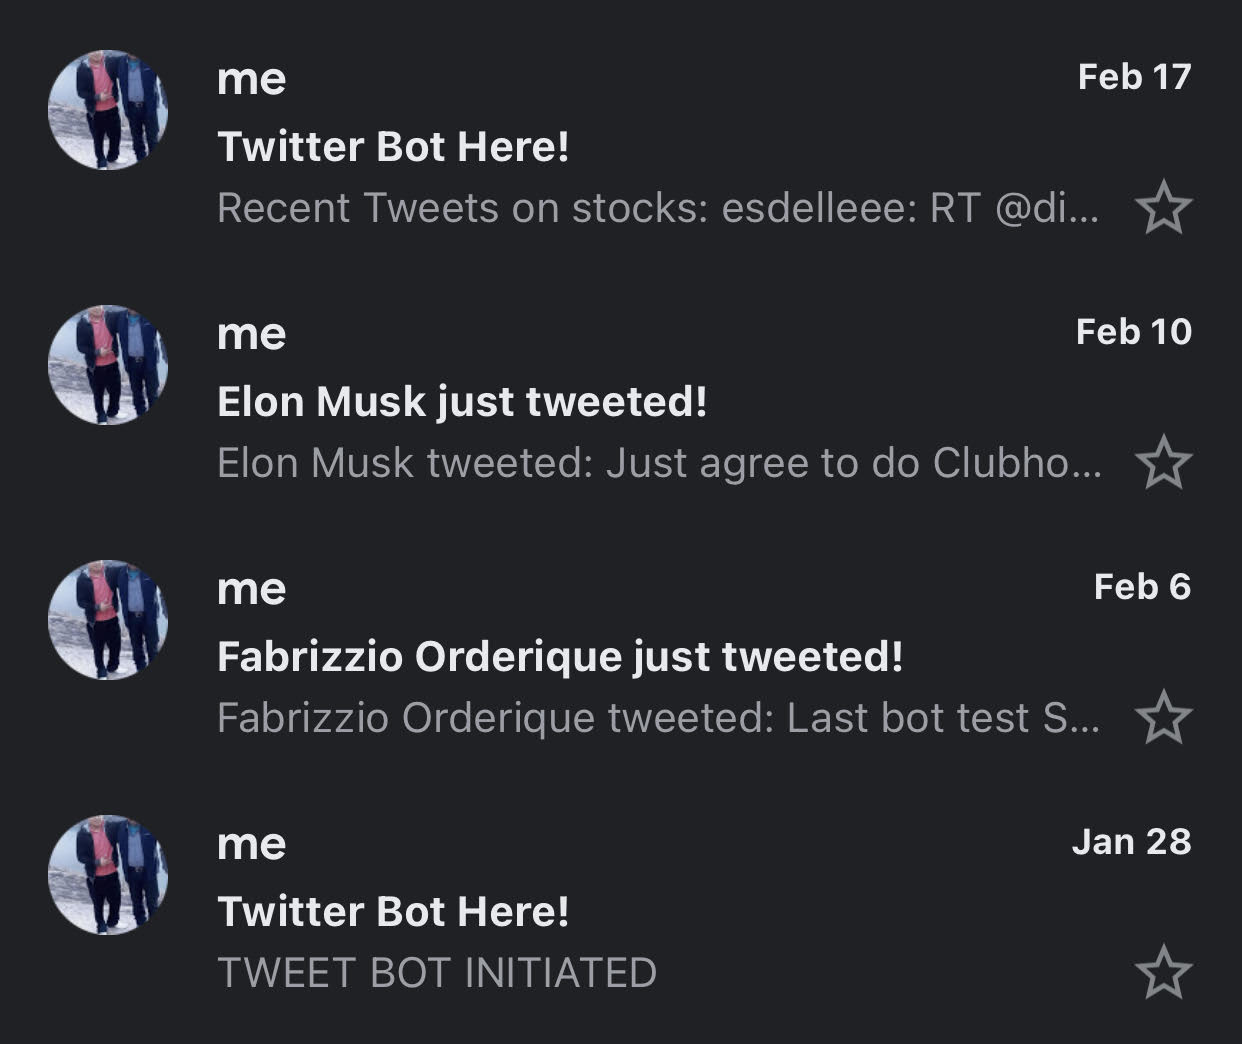 me
Feb 17
Twitter Bot Here!
Recent Tweets on stocks: esdelleee: RT @di...
me
Feb 10
Elon Musk just tweeted!
Elon Musk tweeted: Just agree to do Clubho...
me
Feb 6
Fabrizzio Orderique just tweeted!
Fabrizzio Orderique tweeted: Last bot test S...
me
Jan 28
Twitter Bot Here!
TWEET BOT INITIATED